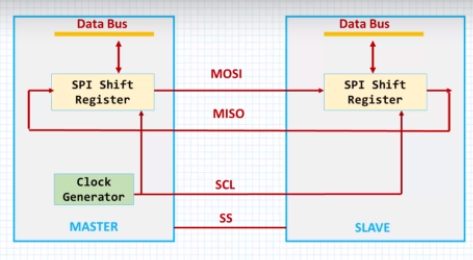 Data Bus
Data Bus
SPI Shift
Register
MOSI
SPI Shift
Register
MISO
Clock
Generator
SCL
SS
MASTER
SLAVE